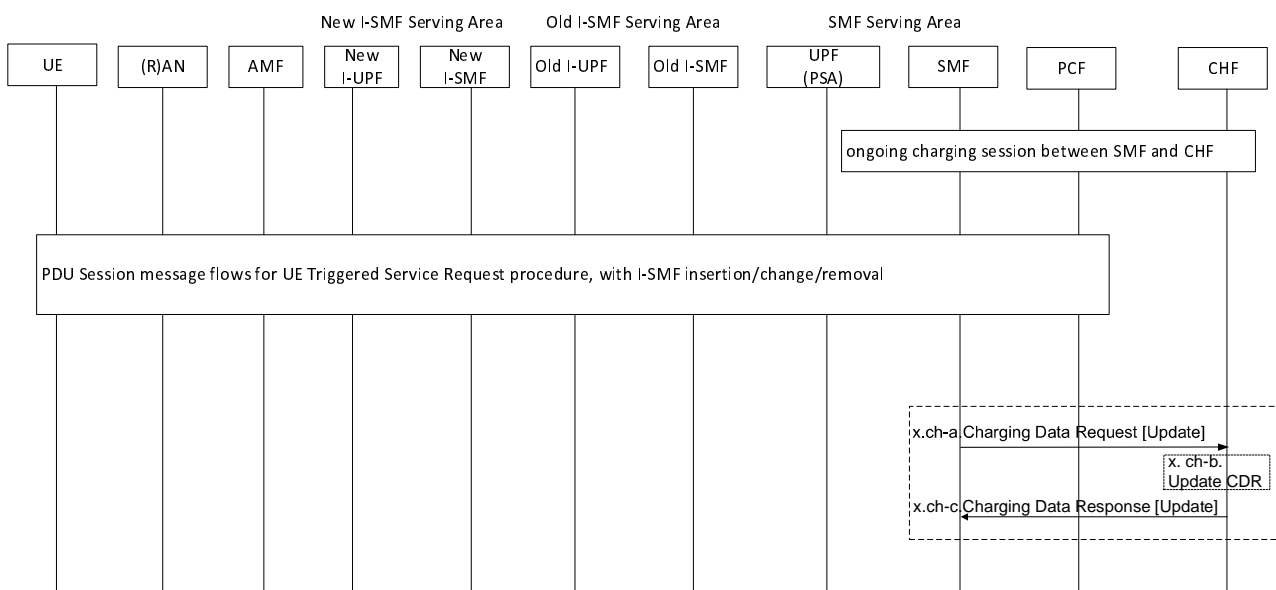 New I-SMF Serving Area Old I-SMF Serving Area SMF Serving Area
UE
(R)AN
AMF
New
I-UPF
New
I-SMF
Old I-UPF
Old I-SMF
UPF
(PSA)
SMF
PCF
CHF
ongoing charging session between SMF and CHF
PDU Session message flows for UE Triggered Service Request procedure, with I-SMF insertion/change/removal
x.ch-a.Charging Data Request [Update]
x. ch-b.
Update CDR
x.ch-c.Charging Data Response [Update]